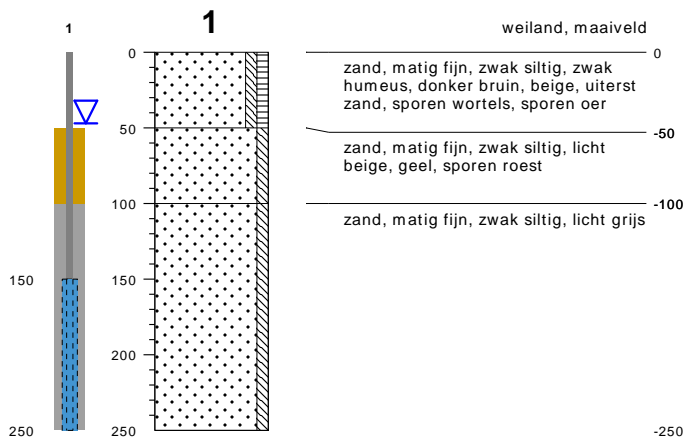 1
1
weiland, maaiveld
0
0
zand, matig fijn, zwak siltig, zwak
humeus, donker bruin, beige, uiterst
zand, sporen wortels, sporen oer
50
-50
zand, matig fijn, zwak siltig, licht
beige, geel, sporen roest
100
-100
zand, matig fijn, zwak siltig, licht grijs
150
150
200
250
250
-250